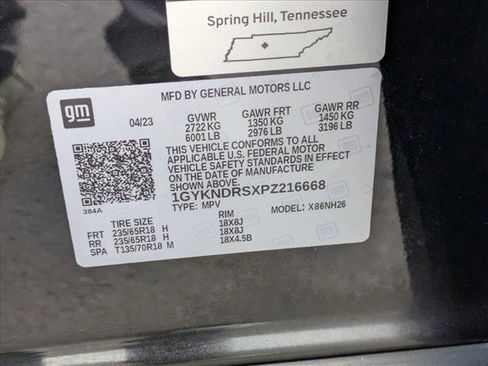 Spring Hill, Tennessee
gm
MFD BY GENERAL MOTORS LLC
04/23 GVWR GAWR FRT GAWR RR
2722 KG 1350 KG 1450 KG
6001 LB 2976 LB 3196 LB
THIS VEHICLE CONFORMS TO ALL
APPLICABLE U.S. FEDERAL MOTOR
VEHICLE SAFETY STANDARDS IN EFFECT
ON THE DATE OF MANUFACTURE
SHOWN ABOVE.
1GYKNDRSXPZ216668
384A
TYPE: MPV MODEL: X86NH26
TIRE SIZE RIM
FRT 235/65R18 H 18X8J
RR 235/65R18 H 18X8J
SPA T135/70R18 M 18X4.5B